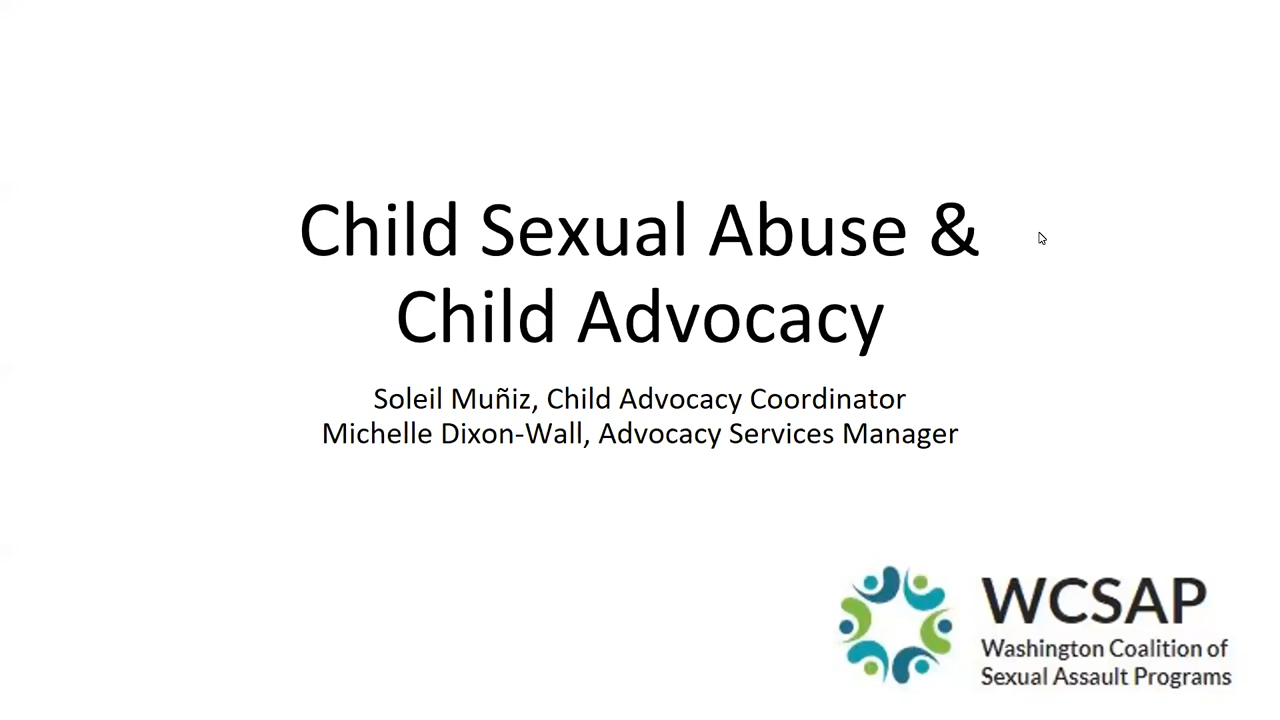 Child Sexual Abuse &
Child Advocacy
Soleil Muñiz, Child Advocacy Coordinator
Michelle Dixon-Wall, Advocacy Services Manager
WCSAP
Washington Coalition of
Sexual Assault Programs